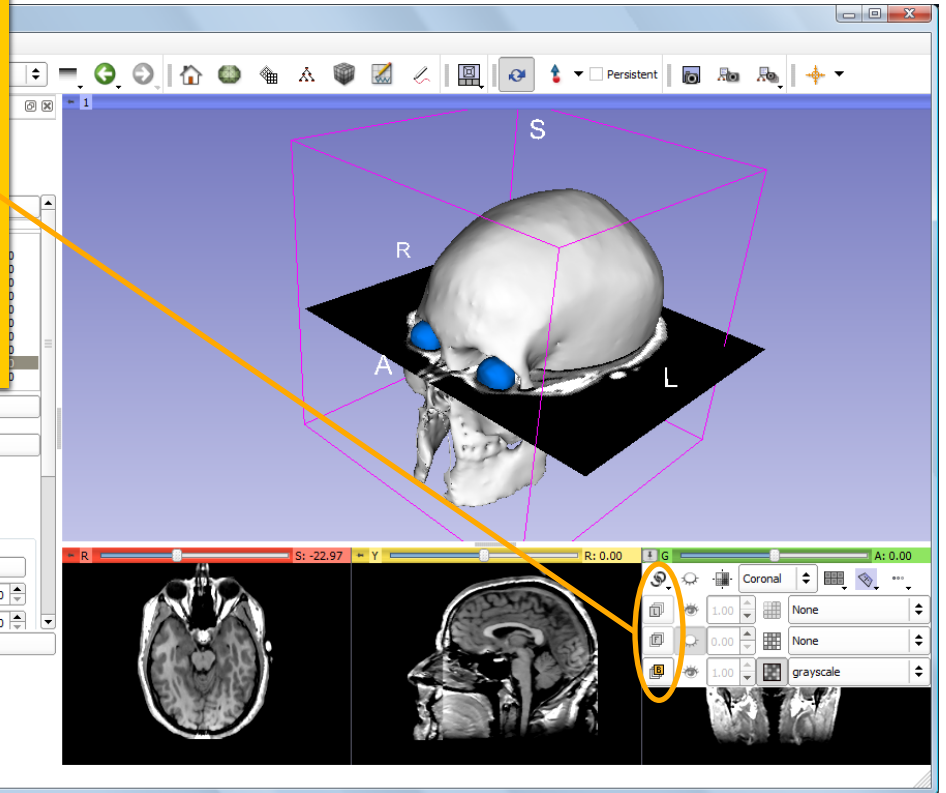 Persistent
1
S
R
A
L
R S: -22.97 Y R: 0.00 G A: 0.00
Coronal
L 1.00 None
F 0.00 None
B 1.00 grayscale